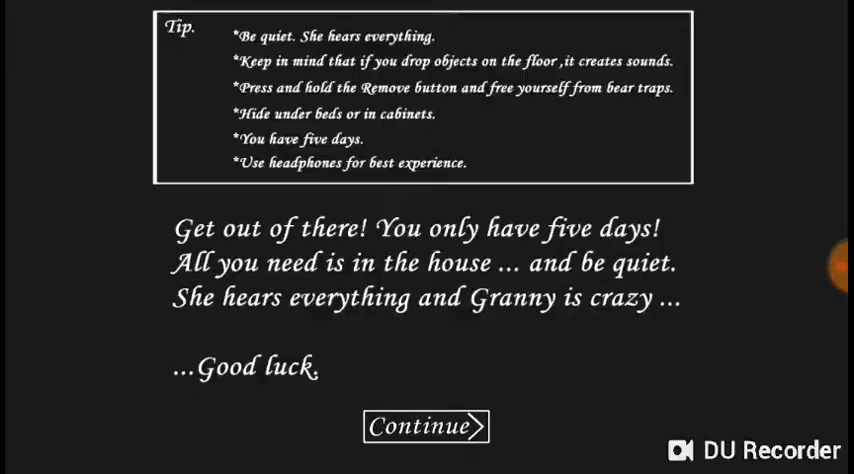 Tip.
*Be quiet. She hears everything.
*Keep in mind that if you drop objects on the floor ,it creates sounds.
*Press and hold the Remove button and free yourself from bear traps.
*Hide under beds or in cabinets.
*You have five days.
*Use headphones for best experience.
Get out of there! You only have five days!
All you need is in the house ... and be quiet.
She hears everything and Granny is crazy ...
...Good luck.
Continue
DU Recorder